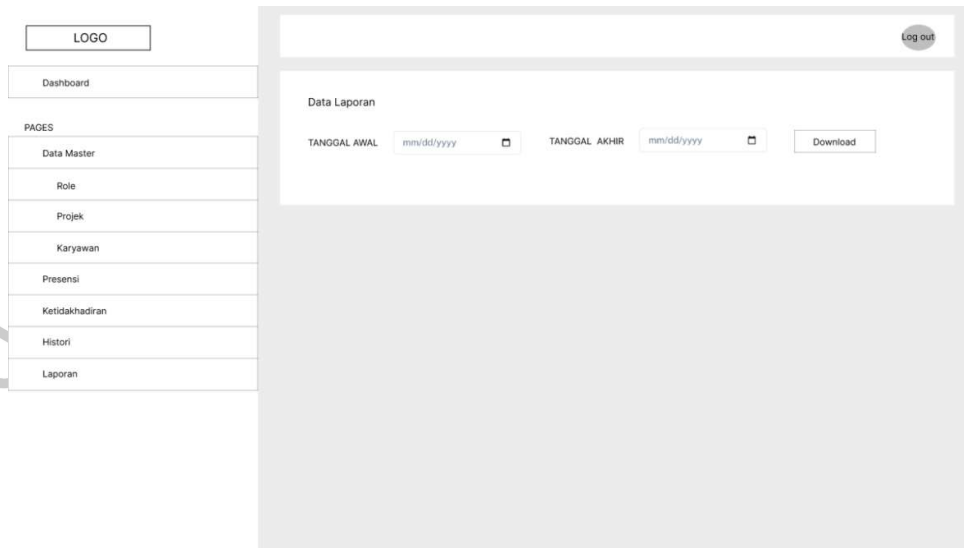 LOGO
Log out
Dashboard
PAGES
Data Master
Role
Projek
Karyawan
Presensi
Ketidakhadiran
Histori
Laporan
Data Laporan
TANGGAL AWAL mm/dd/yyyy TANGGAL AKHIR mm/dd/yyyy Download